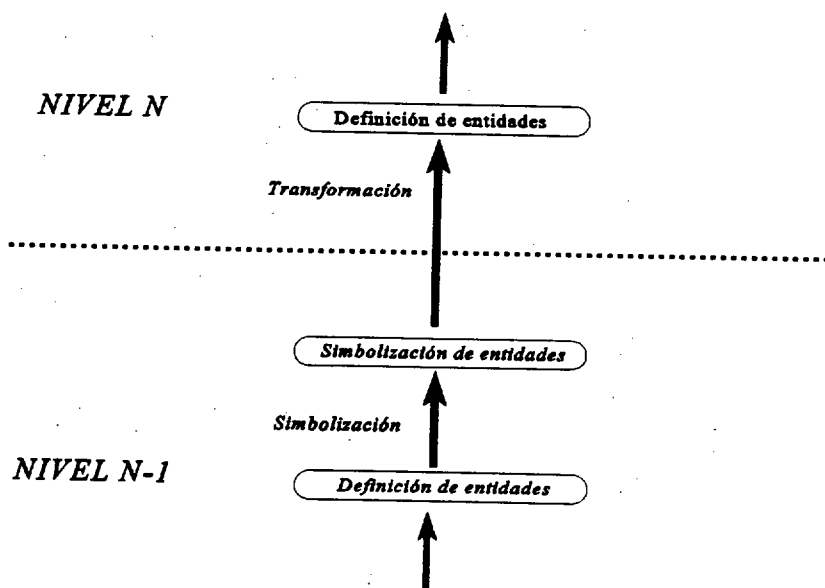 NIVEL N
Definición de entidades
Transformación
Simbolización de entidades
Simbolización
NIVEL N-1
Definición de entidades